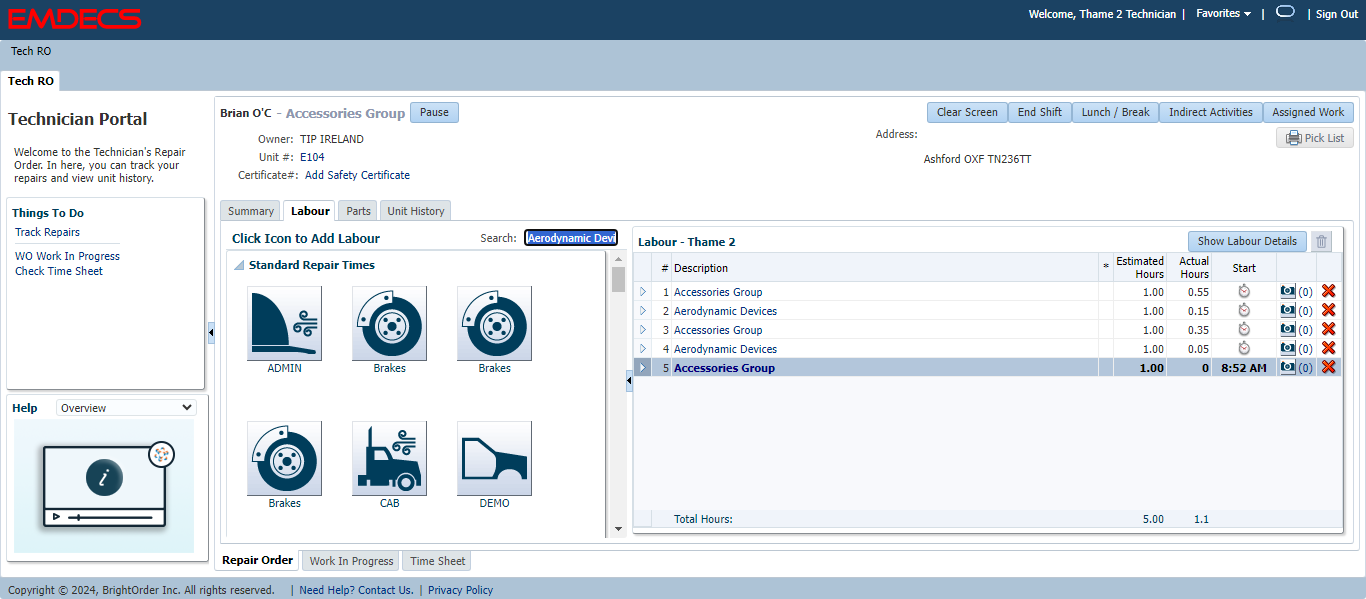 EMDECS
Welcome, Thame 2 Technician | Favorites | | Sign Out
Tech RO
Tech RO
Technician Portal
Welcome to the Technician's Repair
Order. In here, you can track your
repairs and view unit history.
Things To Do
Track Repairs
WO Work In Progress
Check Time Sheet
Help Overview
i
Brian O'C - Accessories Group Pause
Clear Screen End Shift Lunch / Break Indirect Activities Assigned Work
Owner: TIP IRELAND
Unit #: E104
Certificate#: Add Safety Certificate
Address:
Ashford OXF TN236TT
Pick List
Summary Labour Parts Unit History
Click Icon to Add Labour Search: Aerodynamic Devi
Standard Repair Times
ADMIN Brakes Brakes
Brakes CAB DEMO
Labour - Thame 2 Show Labour Details
# Description * Estimated Hours Actual Hours Start
1 Accessories Group 1.00 0.55 (0)
2 Aerodynamic Devices 1.00 0.15 (0)
3 Accessories Group 1.00 0.35 (0)
4 Aerodynamic Devices 1.00 0.05 (0)
5 Accessories Group 1.00 0 8:52 AM (0)
Total Hours: 5.00 1.1
Repair Order Work In Progress Time Sheet
Copyright © 2024, BrightOrder Inc. All rights reserved. | Need Help? Contact Us. | Privacy Policy